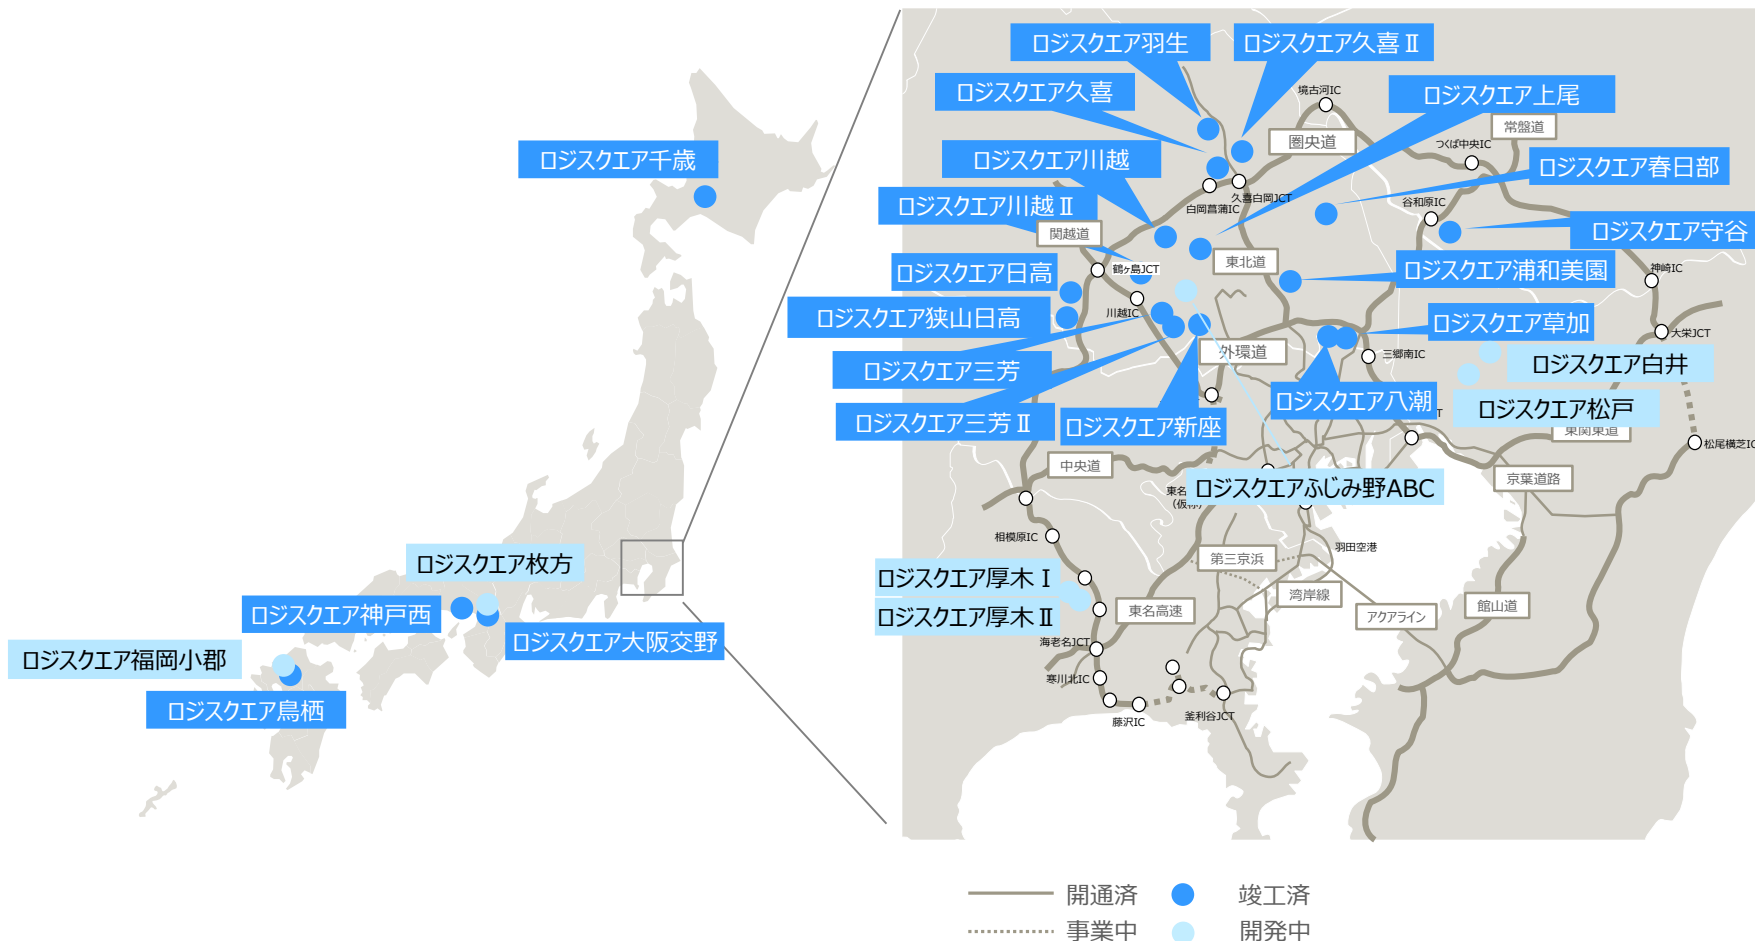 ロジスクエア千歳
ロジスクエア枚方
ロジスクエア神戸西
ロジスクエア大阪交野
ロジスクエア福岡小郡
ロジスクエア鳥栖
ロジスクエア羽生
ロジスクエア久喜Ⅱ
ロジスクエア久喜
ロジスクエア上尾
境古河IC
常盤道
圏央道
つくば中央IC
ロジスクエア川越
ロジスクエア春日部
久喜白岡JCT
白岡菖蒲IC
谷和原IC
ロジスクエア川越Ⅱ
関越道
ロジスクエア守谷
東北道
鶴ヶ島JCT
ロジスクエア日高
ロジスクエア浦和美園
神崎IC
川越IC
ロジスクエア狭山日高
ロジスクエア草加
大栄JCT
外環道
三郷南IC
ロジスクエア三芳
ロジスクエア白井
ロジスクエア八潮
ロジスクエア松戸
T
ロジスクエア三芳Ⅱ
ロジスクエア新座
東関東道
松尾横芝IC
中央道
京葉道路
東名
(仮称)
ロジスクエアふじみ野ABC
相模原IC
羽田空港
第三京浜
ロジスクエア厚木Ⅰ
湾岸線
ロジスクエア厚木Ⅱ
東名高速
アクアライン
館山道
海老名JCT
寒川北IC
藤沢IC
釜利谷JCT
開通済
竣工済
事業中
開発中